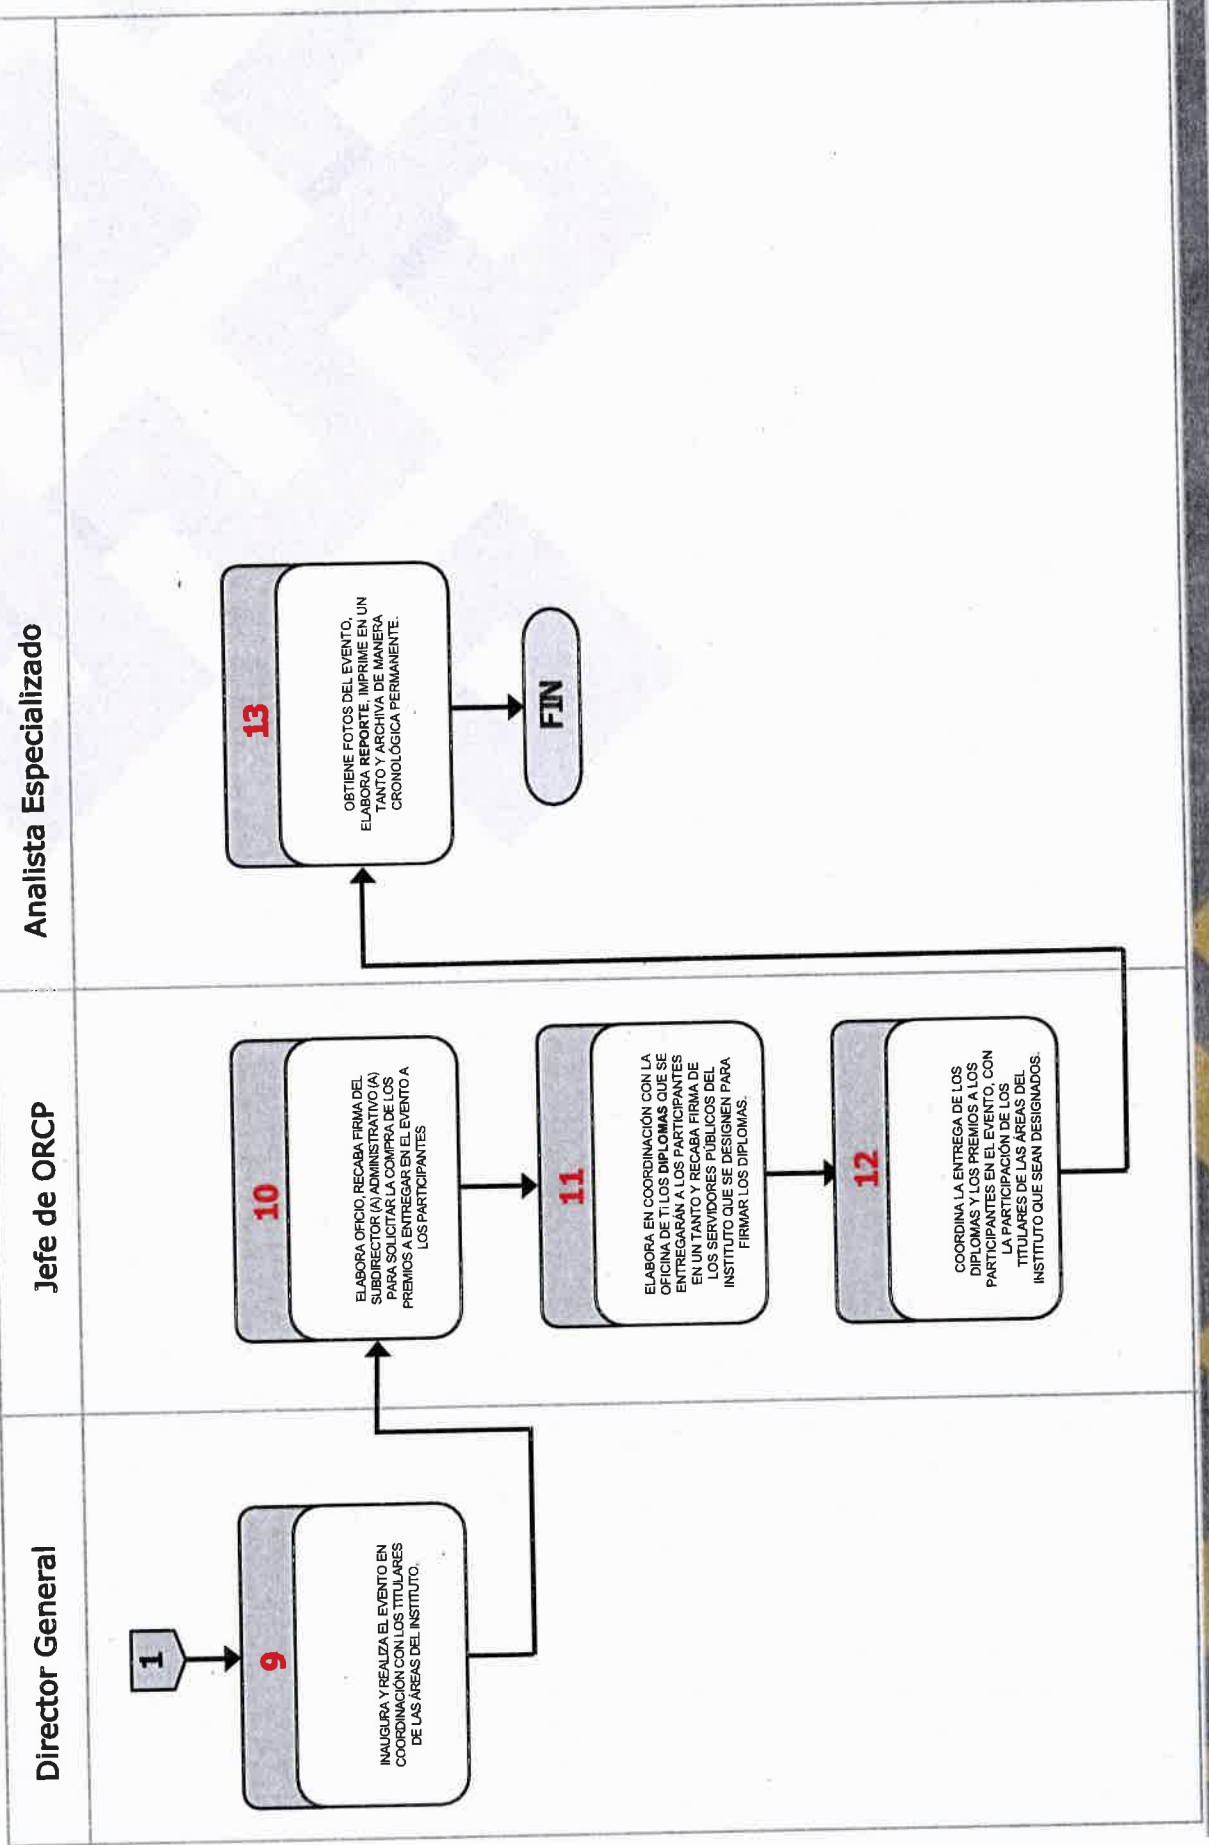 Director General
Jefe de ORCP
Analista Especializado
1
9
INAUGURA Y REALIZA EL EVENTO EN
COORDINACIÓN CON LOS TITULARES
DE LAS ÁREAS DEL INSTITUTO.
10
ELABORA OFICIO, RECABA FIRMA DEL
SUBDIRECTOR (A) ADMINISTRATIVO (A)
PARA SOLICITAR LA COMPRA DE LOS
PREMIOS A ENTREGAR EN EL EVENTO A
LOS PARTICIPANTES
11
ELABORA EN COORDINACIÓN CON LA
OFICINA DE TI LOS DIPLOMAS QUE SE
ENTREGARÁN A LOS PARTICIPANTES
EN UN TANTO Y RECABA FIRMA DE
LOS SERVIDORES PÚBLICOS DEL
INSTITUTO QUE SE DESIGNEN PARA
FIRMAR LOS DIPLOMAS.
12
COORDINA LA ENTREGA DE LOS
DIPLOMAS Y LOS PREMIOS A LOS
PARTICIPANTES EN EL EVENTO, CON
LA PARTICIPACIÓN DE LOS
TITULARES DE LAS ÁREAS DEL
INSTITUTO QUE SEAN DESIGNADOS.
13
OBTIENE FOTOS DEL EVENTO,
ELABORA REPORTE, IMPRIME EN UN
TANTO Y ARCHIVA DE MANERA
CRONOLÓGICA PERMANENTE.
FIN